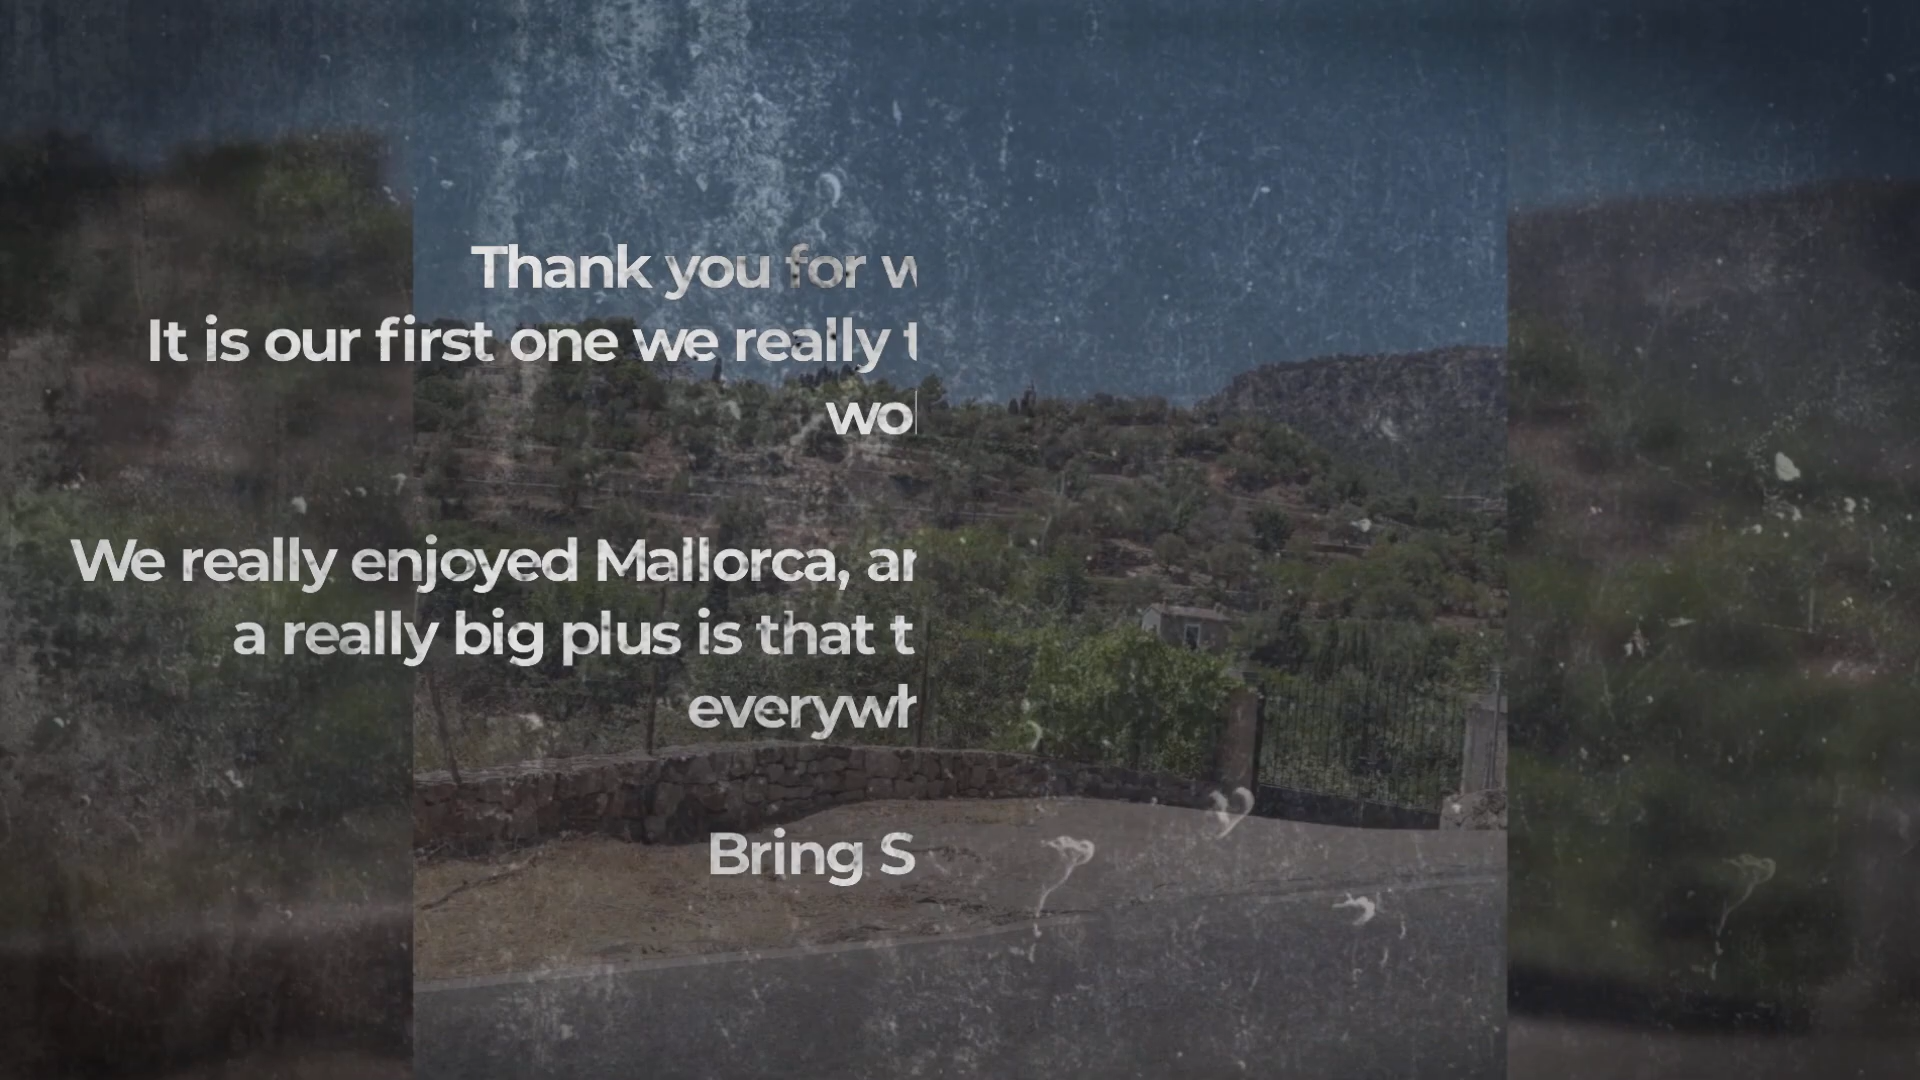 Thank you for w
It is our first one we really t
wo
We really enjoyed Mallorca, ar
a really big plus is that t
everywh
Bring S